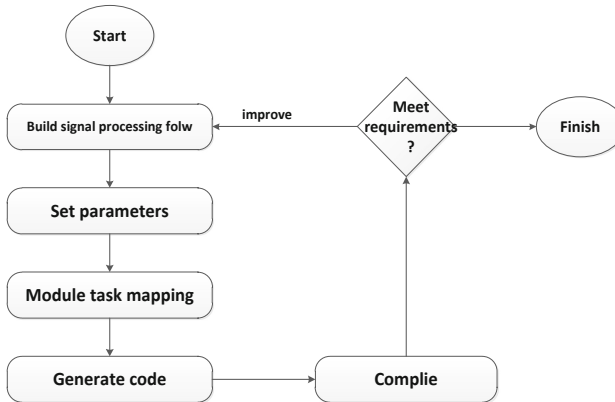 Start
Build signal processing folw
Set parameters
Module task mapping
Generate code
Complie
Meet
requirements
?
improve
Finish